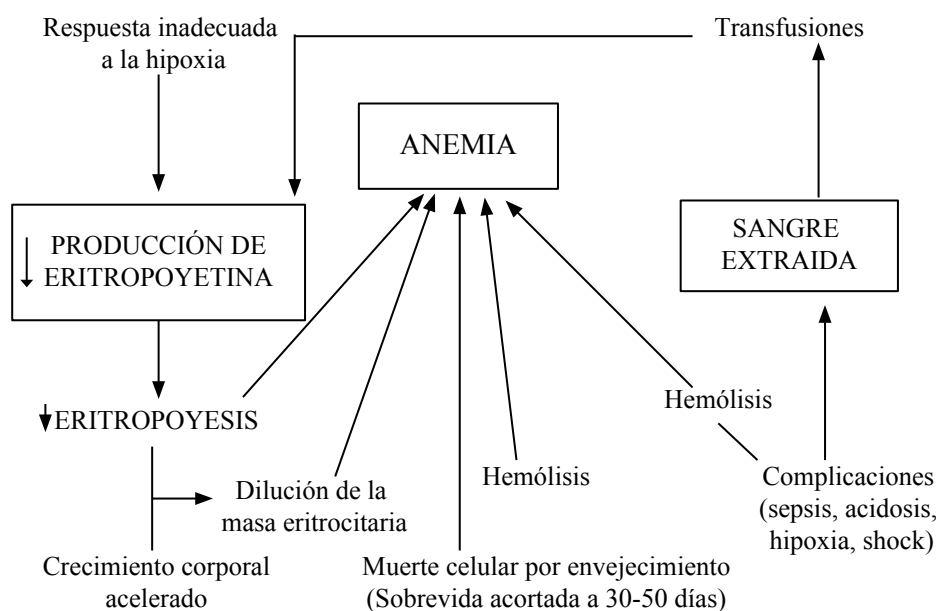 Respuesta inadecuada
a la hipoxia
Transfusiones
ANEMIA
PRODUCCIÓN DE
ERITROPOYETINA
SANGRE
EXTRAIDA
ERITROPOYESIS
Hemólisis
Hemólisis
Dilución de la
masa eritrocitaria
Complicaciones
(sepsis, acidosis,
hipoxia, shock)
Crecimiento corporal
acelerado
Muerte celular por envejecimiento
(Sobrevida acortada a 30-50 días)